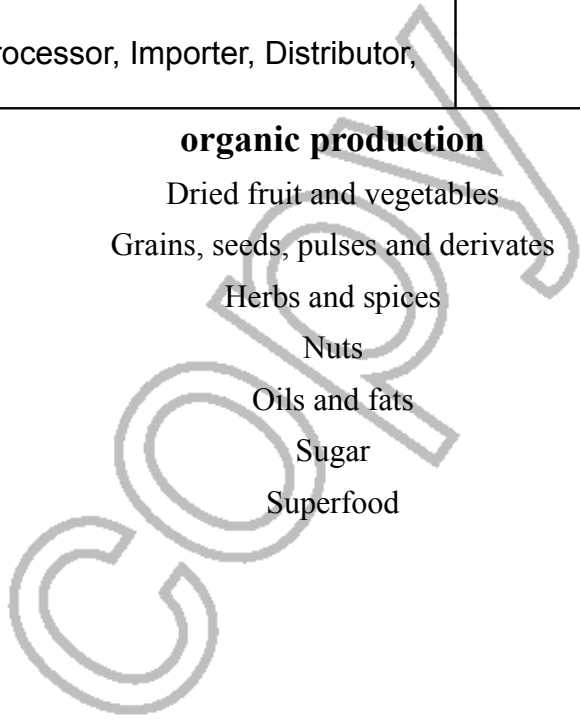 rocessor, Importer, Distributor,
organic production
Dried fruit and vegetables
Grains, seeds, pulses and derivates
Herbs and spices
Nuts
Oils and fats
Sugar
Superfood
copy